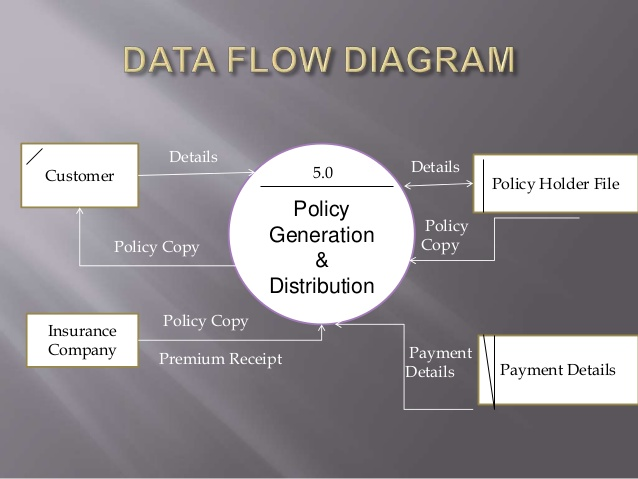 DATA FLOW DIAGRAM
Details
Customer
Policy Copy
5.0
Policy
Generation
&
Distribution
Details
Policy Holder File
Policy
Copy
Insurance
Company
Policy Copy
Premium Receipt
Payment
Details
Payment Details